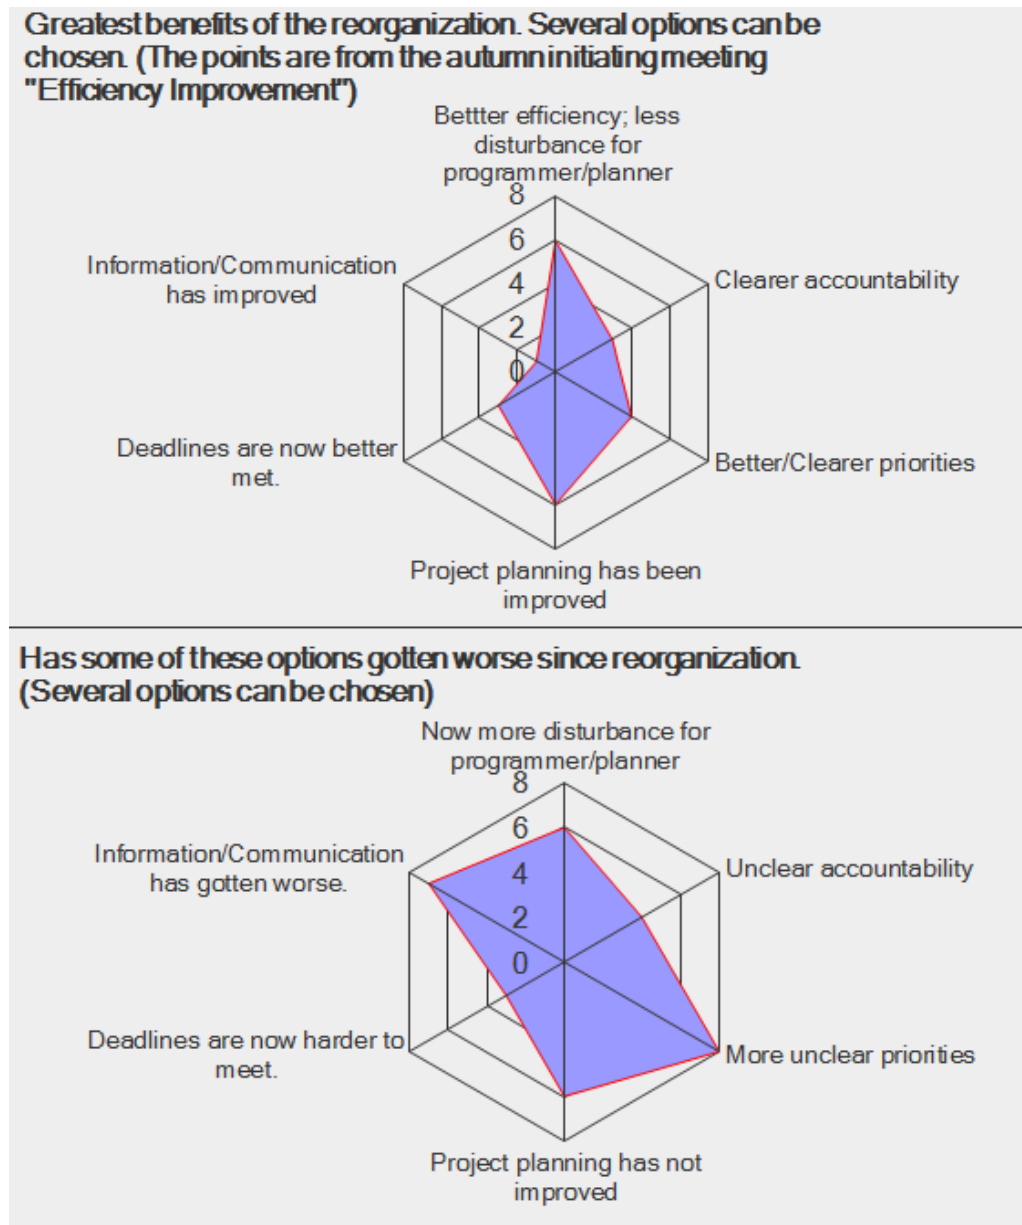 Greatest benefits of the reorganization. Several options can be
chosen. (The points are from the autumn initiating meeting
"Efficiency Improvement")
Bettter efficiency; less
disturbance for
programmer/planner
8
6
4
2
0
Information/Communication
has improved
Clearer accountability
Deadlines are now better
met.
Better/Clearer priorities
Project planning has been
improved
Has some of these options gotten worse since reorganization.
(Several options can be chosen)
Now more disturbance for
programmer/planner
8
6
4
2
0
Information/Communication
has gotten worse.
Unclear accountability
Deadlines are now harder to
meet.
More unclear priorities
Project planning has not
improved